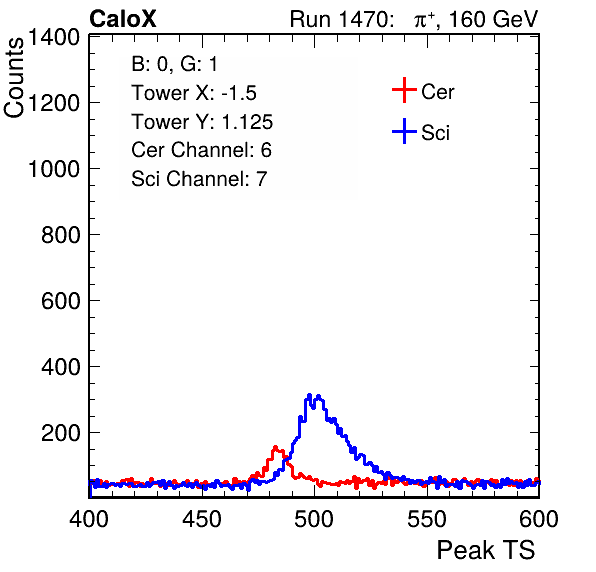 CaloX Run 1470: π⁺, 160 GeV
Counts
1400
1200
1000
800
600
400
200
B: 0, G: 1
Tower X: -1.5
Tower Y: 1.125
Cer Channel: 6
Sci Channel: 7
Cer
Sci
400 450 500 550 600
Peak TS